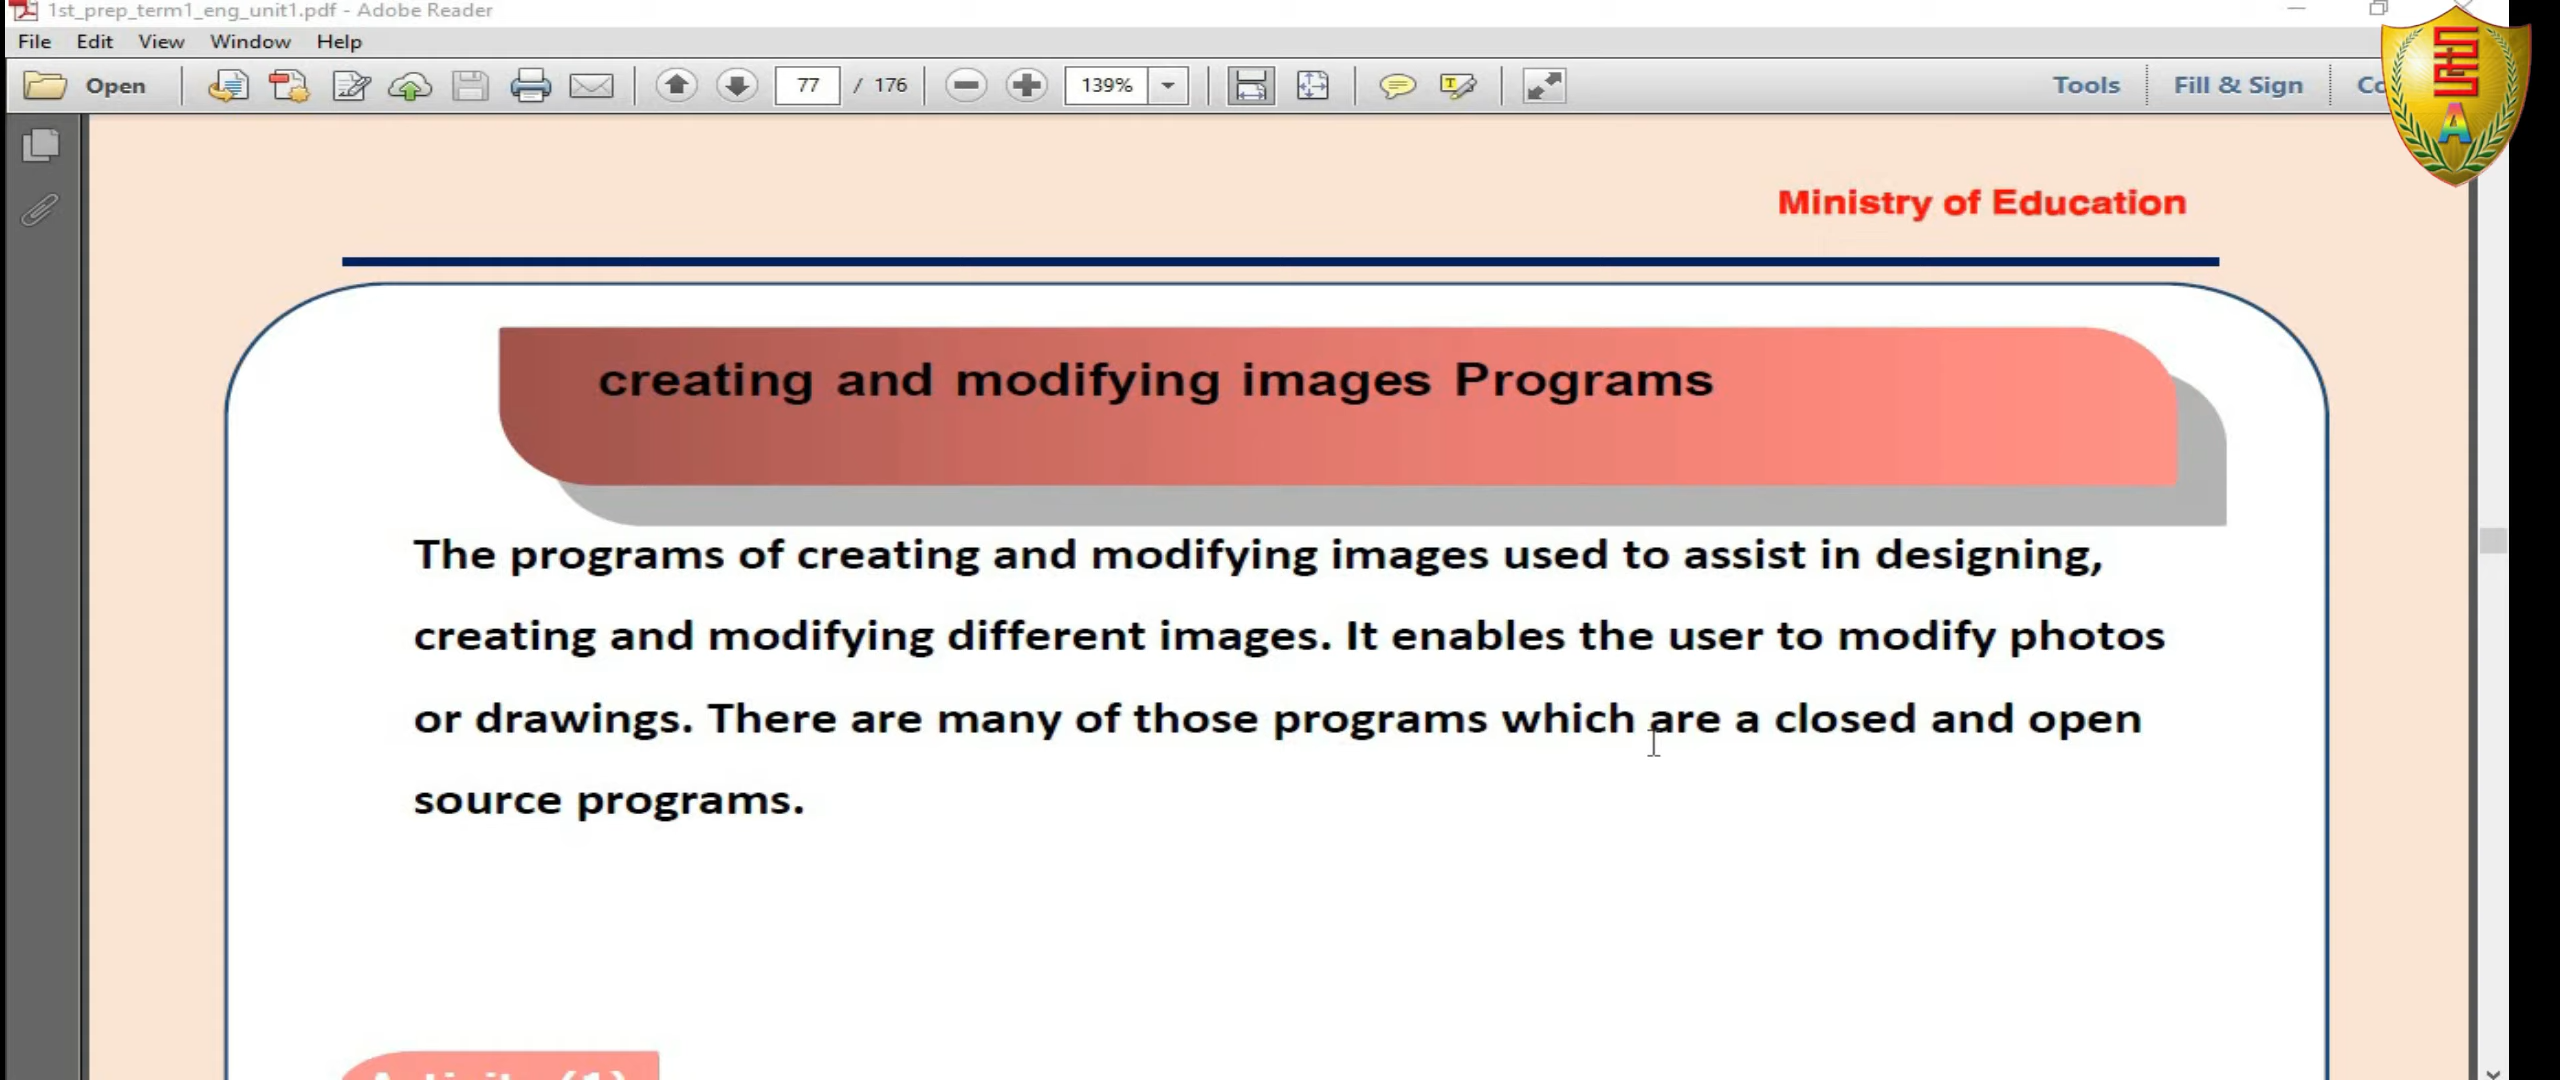 1st_prep_term1_eng_unit1.pdf - Adobe Reader
File Edit View Window Help
Open 77 / 176 139% Tools Fill & Sign
Ministry of Education
creating and modifying images Programs
The programs of creating and modifying images used to assist in designing,
creating and modifying different images. It enables the user to modify photos
or drawings. There are many of those programs which are a closed and open
source programs.
Activity (1)